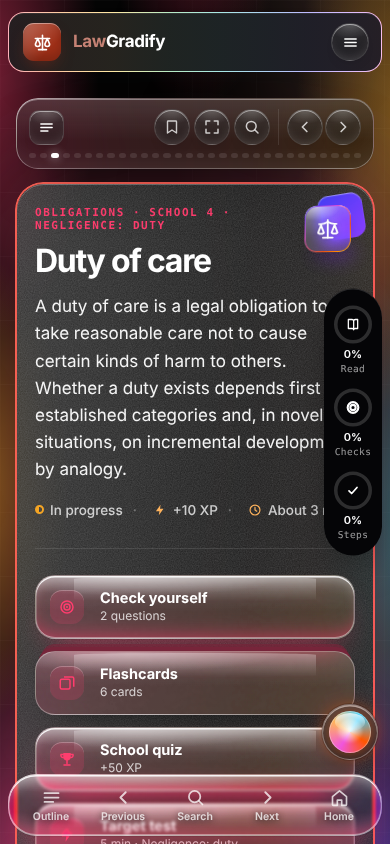 LawGradify
OBLIGATIONS · SCHOOL 4 ·
NEGLIGENCE: DUTY
Duty of care
A duty of care is a legal obligation to
take reasonable care not to cause
certain kinds of harm to others.
Whether a duty exists depends first
established categories and, in novel
situations, on incremental developm
by analogy.
In progress · +10 XP · About 3
0%
Read
0%
Checks
0%
Steps
Check yourself
2 questions
Flashcards
6 cards
School quiz
+50 XP
Target test
5 min · Negligence: duty
Outline Previous Search Next Home